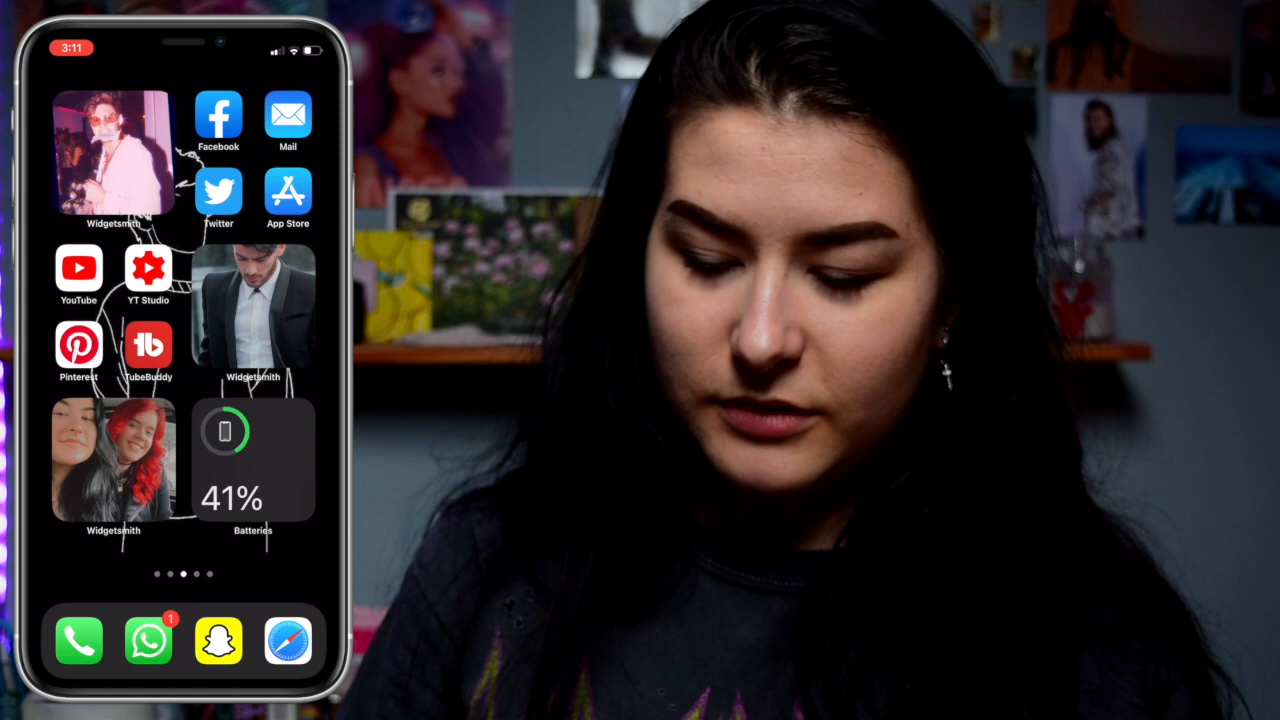 3:11
Facebook
Mail
Widgetsmith
Twitter
App Store
YouTube
YT Studio
Pinterest
TubeBuddy
Widgetsmith
41%
Widgetsmith
Batteries
1